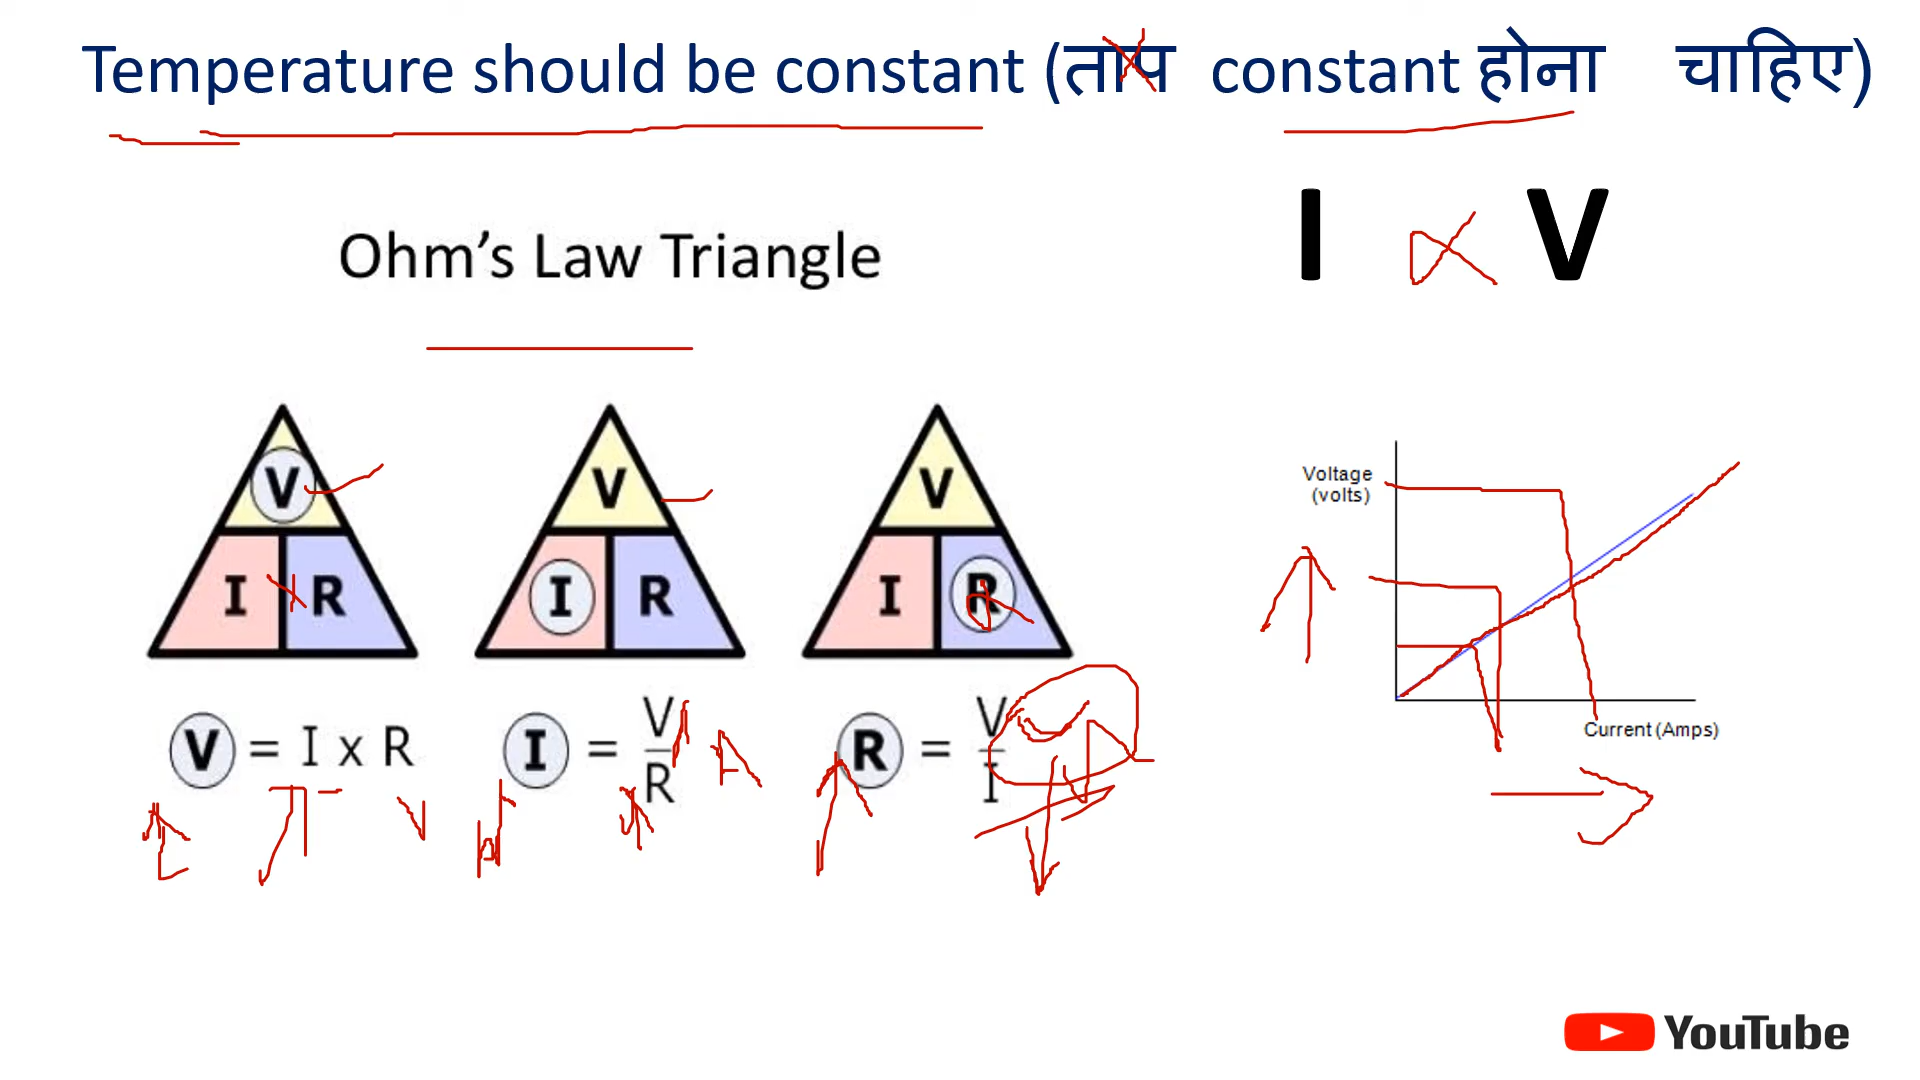 Temperature should be constant (ताप constant होना चाहिए)
I ∝ V
Ohm's Law Triangle
V
I R
V
I R
V
I R
V = I x R
I = V/R
R = V/I
Voltage
(volts)
Current (Amps)
YouTube